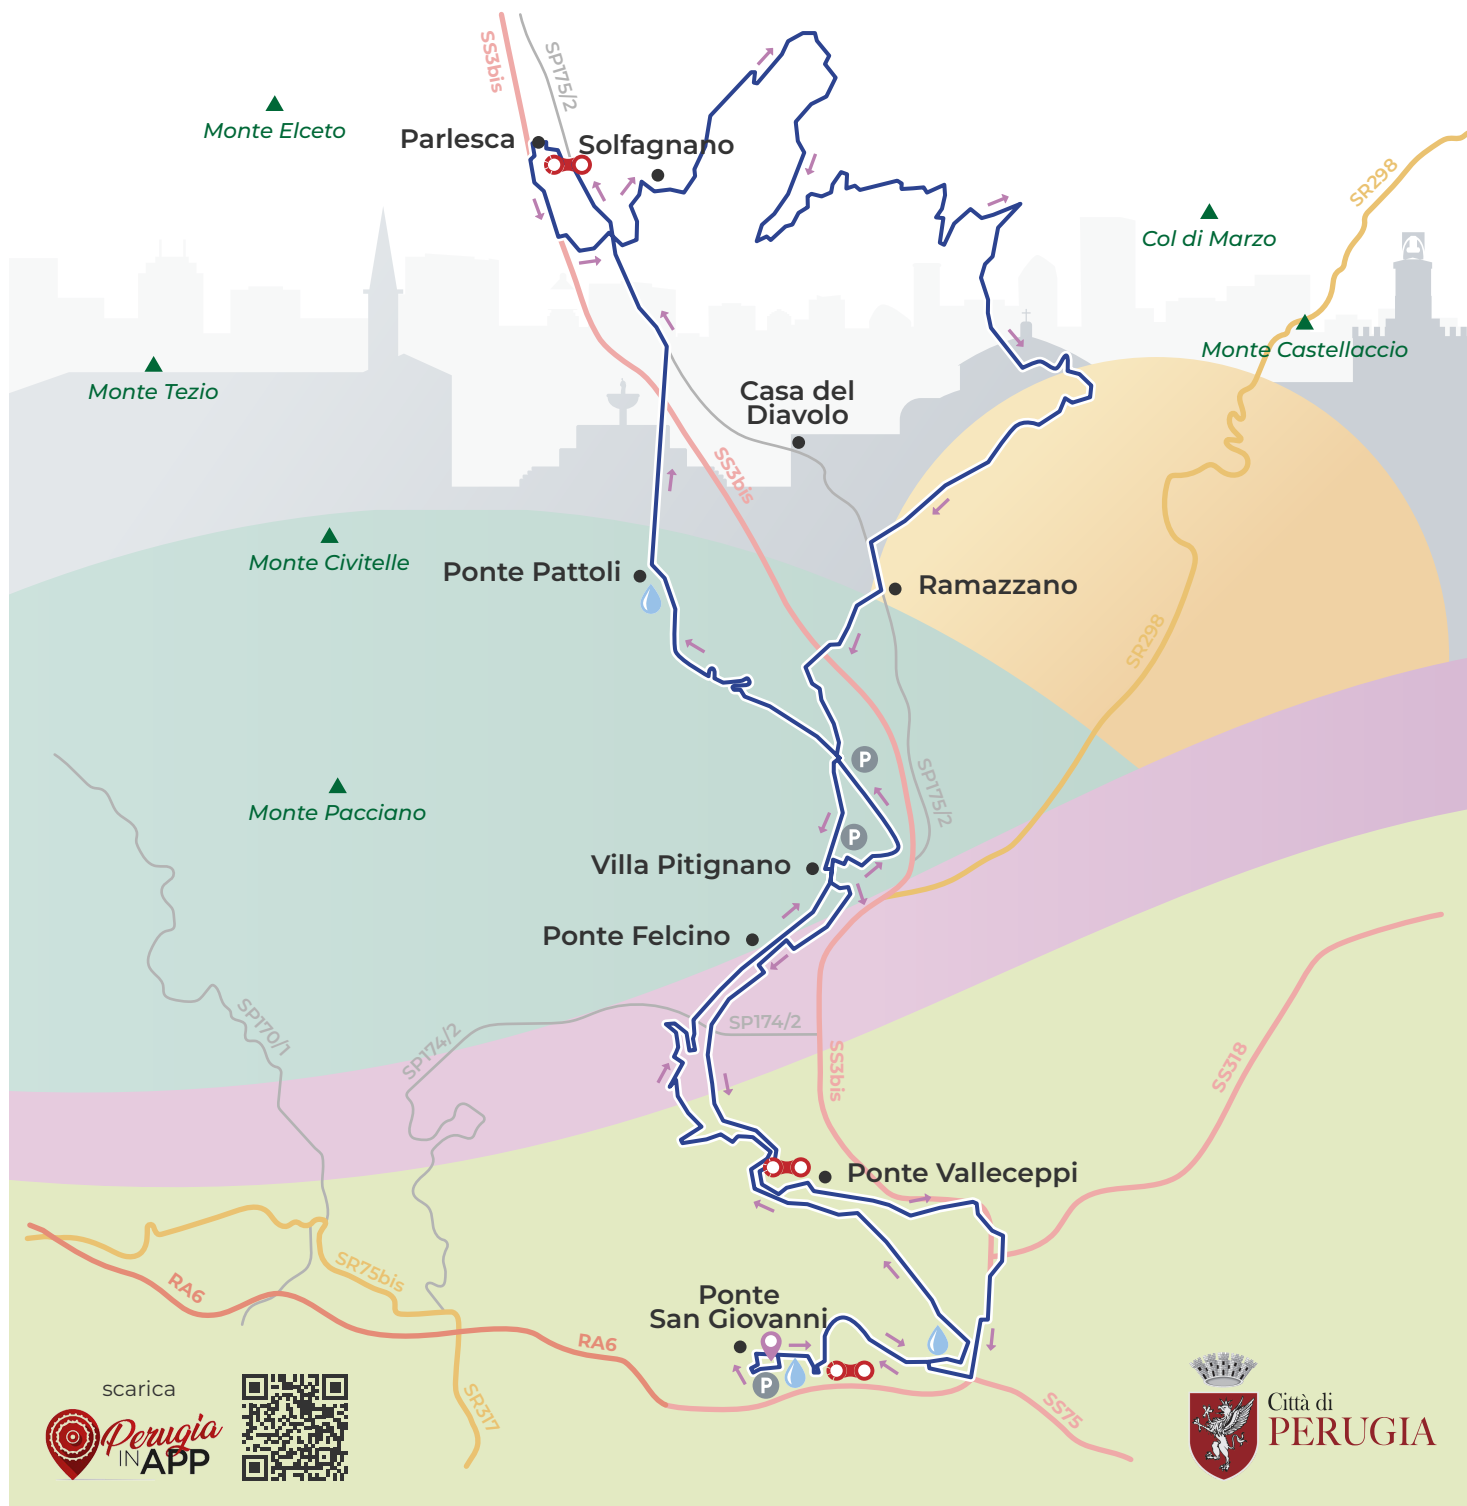 SS3bis
SP175/2
Monte Elceto
Parlesca
Solfagnano
SR298
Col di Marzo
Monte Castellaccio
Monte Tezio
Casa del
Diavolo
SS3bis
Monte Civitelle
Ponte Pattoli
Ramazzano
SR298
P
SP175/2
Monte Pacciano
P
Villa Pitignano
Ponte Felcino
SP170/1
SP174/2
SP174/2
SS3bis
SS318
Ponte Valleceppi
SR75bis
RA6
Ponte
San Giovanni
RA6
P
SR317
SS75
scarica
Perugia
IN APP
Città di
PERUGIA